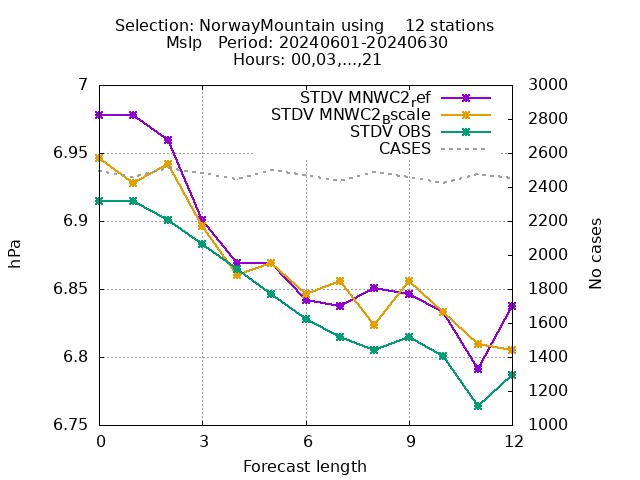 Selection: NorwayMountain using 12 stations
Mslp Period: 20240601-20240630
Hours: 00,03,...,21
STDV MNWC2ref
STDV MNWC2Bscale
STDV OBS
CASES
7
6.95
6.9
6.85
6.8
6.75
3000
2800
2600
2400
2200
2000
1800
1600
1400
1200
1000
hPa
No cases
0 3 6 9 12
Forecast length